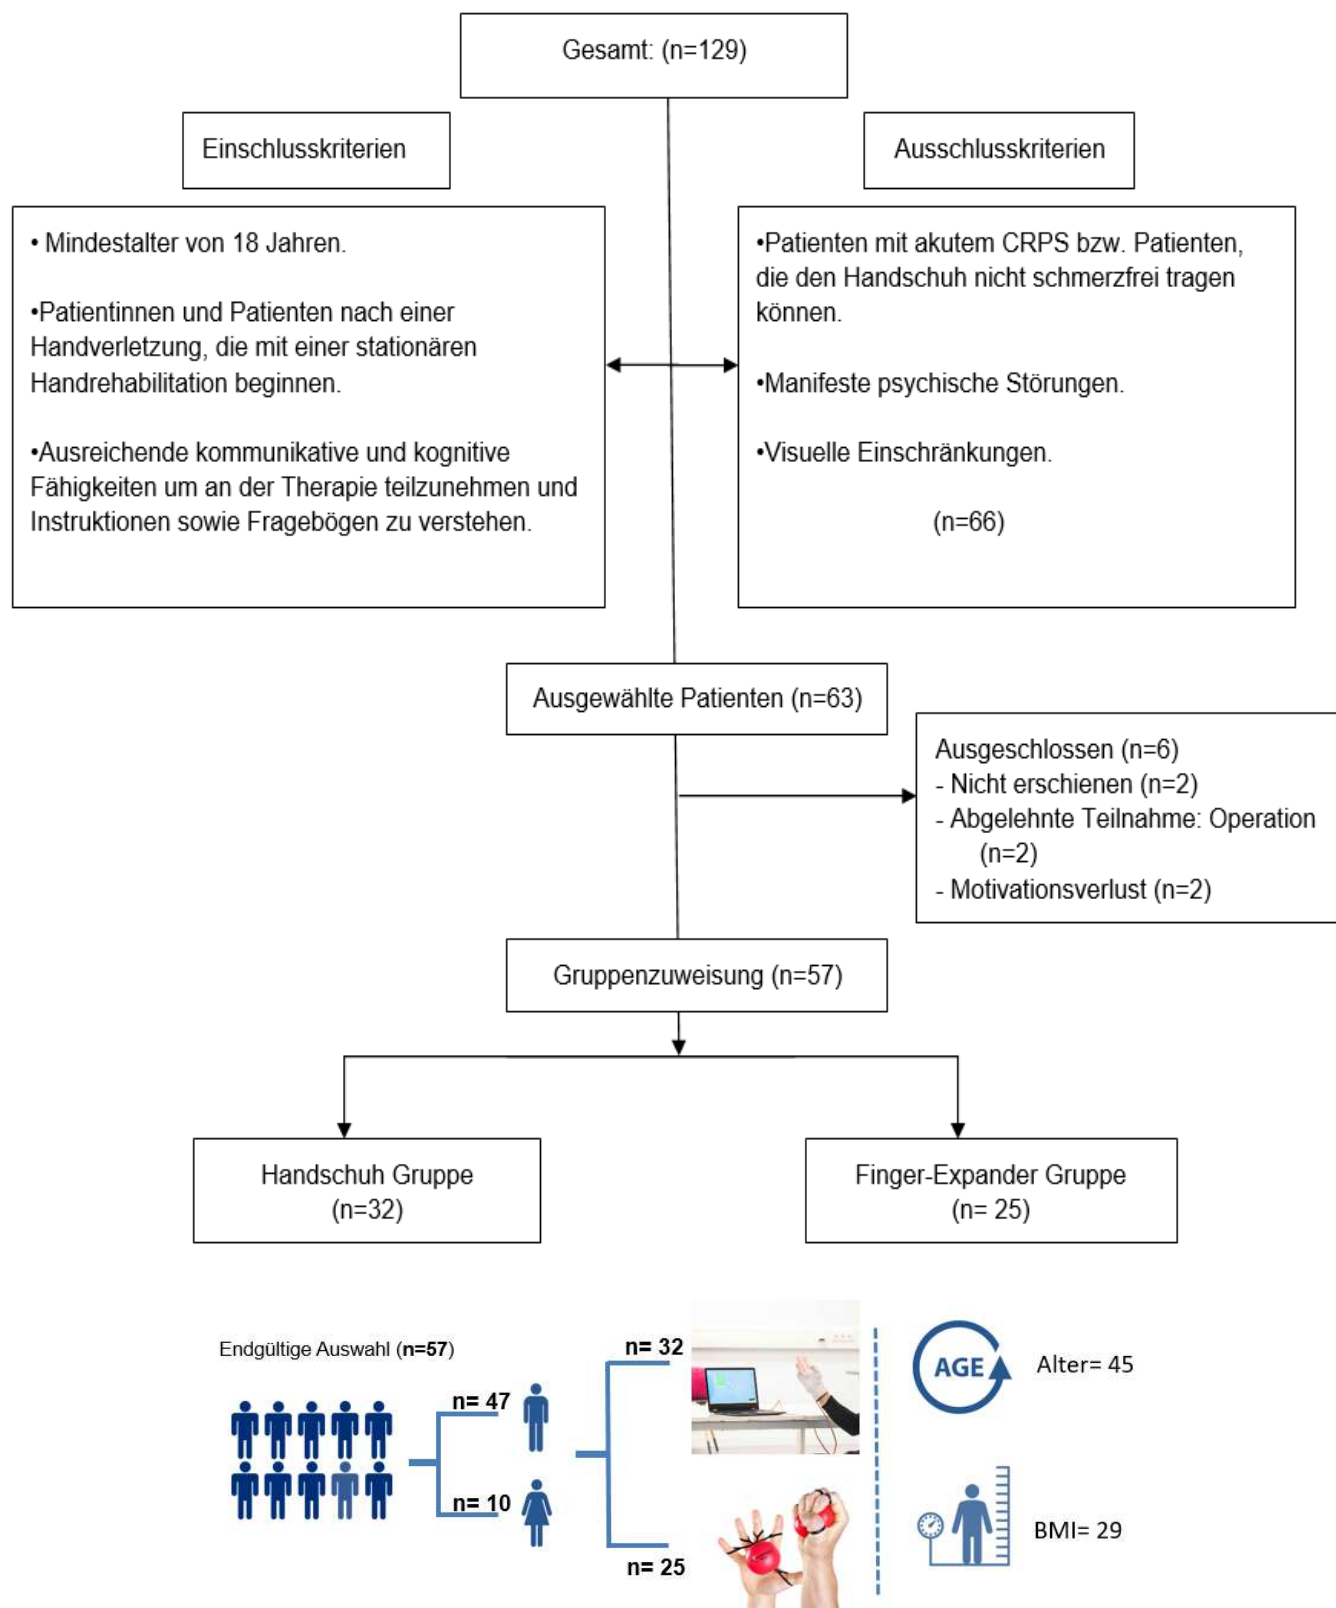 Gesamt: (n=129)
Einschlusskriterien
Ausschlusskriterien
• Mindestalter von 18 Jahren.
•Patientinnen und Patienten nach einer
Handverletzung, die mit einer stationären
Handrehabilitation beginnen.
•Ausreichende kommunikative und kognitive
Fähigkeiten um an der Therapie teilzunehmen und
Instruktionen sowie Fragebögen zu verstehen.
•Patienten mit akutem CRPS bzw. Patienten,
die den Handschuh nicht schmerzfrei tragen
können.
•Manifeste psychische Störungen.
•Visuelle Einschränkungen.
(n=66)
Ausgewählte Patienten (n=63)
Ausgeschlossen (n=6)
- Nicht erschienen (n=2)
- Abgelehnte Teilnahme: Operation
(n=2)
- Motivationsverlust (n=2)
Gruppenzuweisung (n=57)
Handschuh Gruppe
(n=32)
Finger-Expander Gruppe
(n= 25)
Endgültige Auswahl (n=57)
n= 47
n= 10
n= 32
n= 25
AGE
Alter= 45
BMI= 29